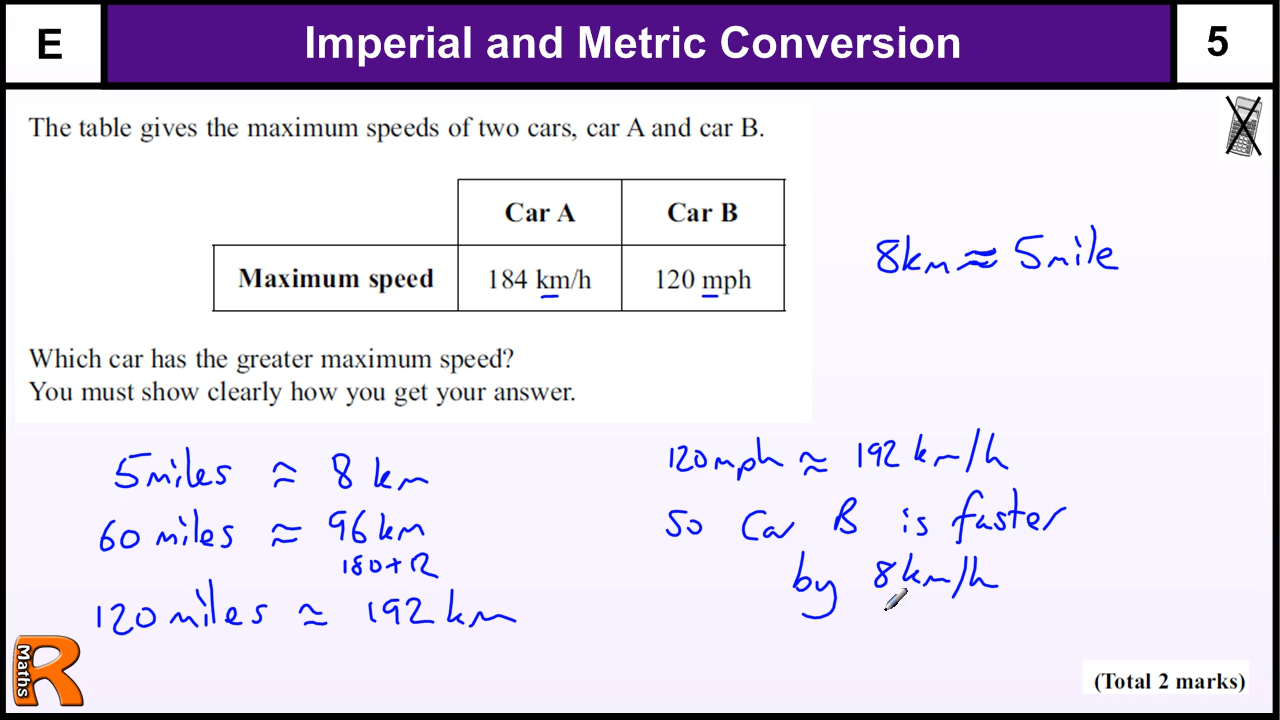 E
Imperial and Metric Conversion
5
The table gives the maximum speeds of two cars, car A and car B.
Car A Car B
Maximum speed 184 km/h 120 mph
8km ≈ 5mile
Which car has the greater maximum speed?
You must show clearly how you get your answer.
5miles ≈ 8 km
60 miles ≈ 96 km
180+12
120 miles ≈ 192 km
120mph ≈ 192 km/h
so Car B is faster
by 8km/h
Maths R
(Total 2 marks)